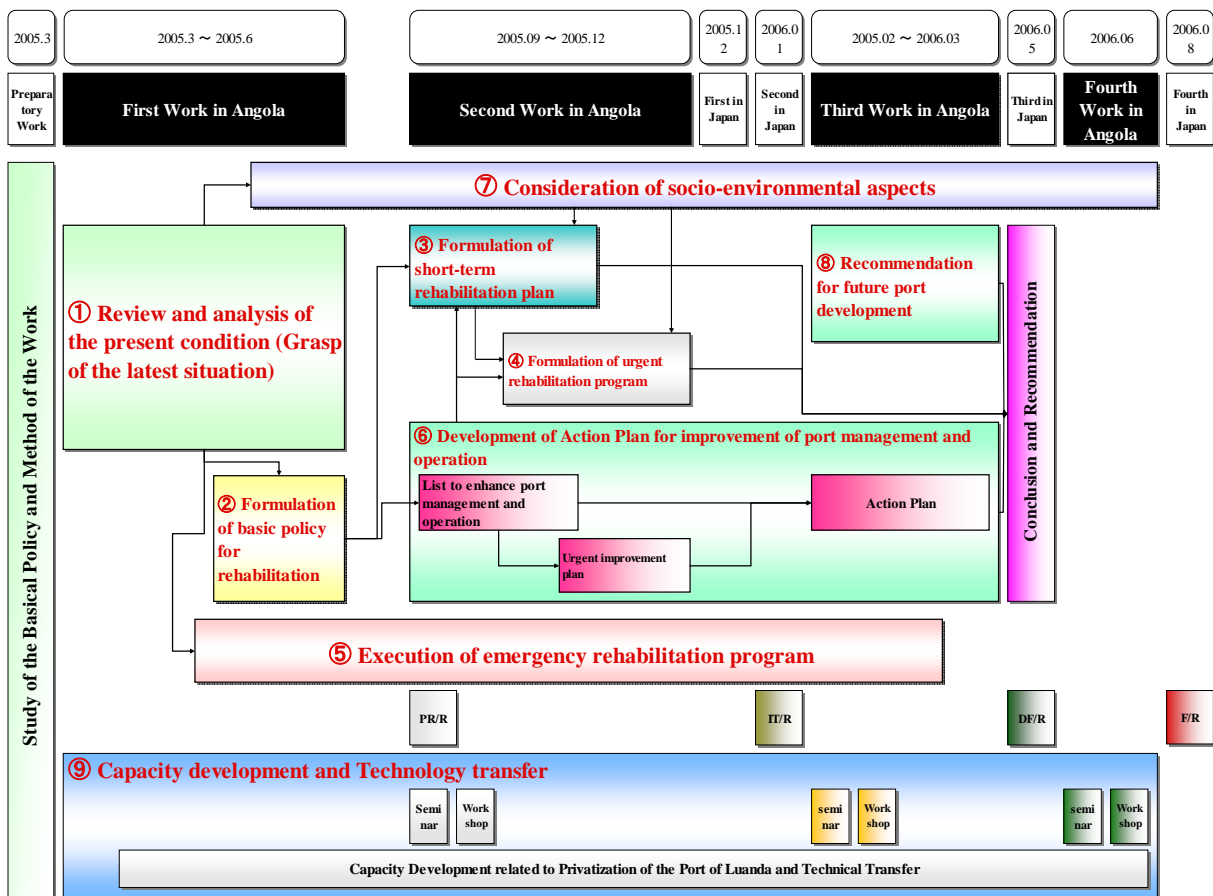 2005.3
2005.3 ～ 2005.6
2005.09 ～ 2005.12
2005.1
2
2006.0
1
2005.02 ～ 2006.03
2006.0
5
2006.06
2006.0
8
Prepara
tory
Work
First Work in Angola
Second Work in Angola
First in
Japan
Second
in
Japan
Third Work in Angola
Third in
Japan
Fourth
Work in
Angola
Fourth
in
Japan
Study of the Basical Policy and Method of the Work
⑦ Consideration of socio-environmental aspects
① Review and analysis of
the present condition (Grasp
of the latest situation)
② Formulation
of basic policy
for
rehabilitation
③ Formulation of
short-term
rehabilitation plan
④ Formulation of urgent
rehabilitation program
⑧ Recommendation
for future port
development
⑥ Development of Action Plan for improvement of port management and
operation
List to enhance port
management and
operation
Urgent improvement
plan
Action Plan
Conclusion and Recommendation
⑤ Execution of emergency rehabilitation program
PR/R
IT/R
DF/R
F/R
⑨ Capacity development and Technology transfer
Semi
nar
Work
shop
semi
nar
Work
shop
semi
nar
Work
shop
Capacity Development related to Privatization of the Port of Luanda and Technical Transfer